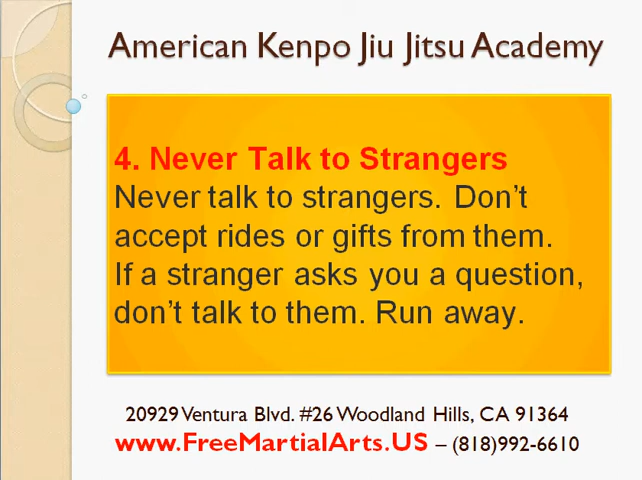 American Kenpo Jiu Jitsu Academy
4. Never Talk to Strangers
Never talk to strangers. Don't
accept rides or gifts from them.
If a stranger asks you a question,
don't talk to them. Run away.
20929 Ventura Blvd. #26 Woodland Hills, CA 91364
www.FreeMartialArts.US – (818)992-6610